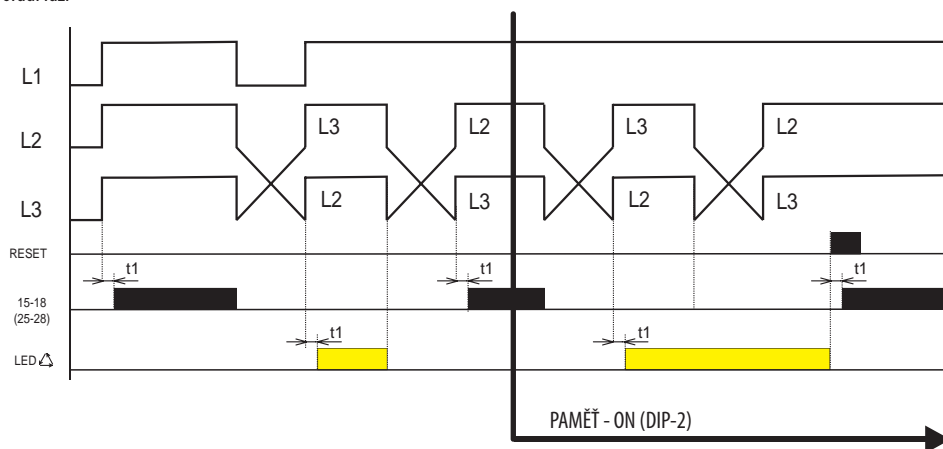 L1
L2 L3 L2 L3 L2
L3 L2 L3 L2 L3
RESET
t1 t1 t1
15-18
(25-28)
t1 t1
LED
PAMĚŤ - ON (DIP-2)